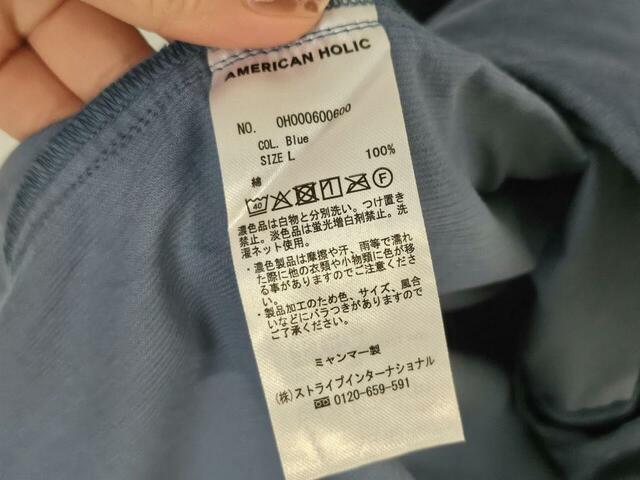 AMERICAN HOLIC
NO. OH000600600
COL. Blue
SIZE L
綿 100%
40 F
濃色品は白物と分別洗い。つけ置き
禁止。淡色品は蛍光増白剤禁止。洗
濯ネット使用。
・濃色製品は摩擦や汗、雨等で濡れ
た際に他の衣類や小物類に色が移
る事がありますのでご注意くださ
い。
・製品加工のため色、サイズ、風合
いなどにバラつきがありますので
ご了承ください。
ミャンマー製
(株)ストライプインターナショナル
0120-659-591